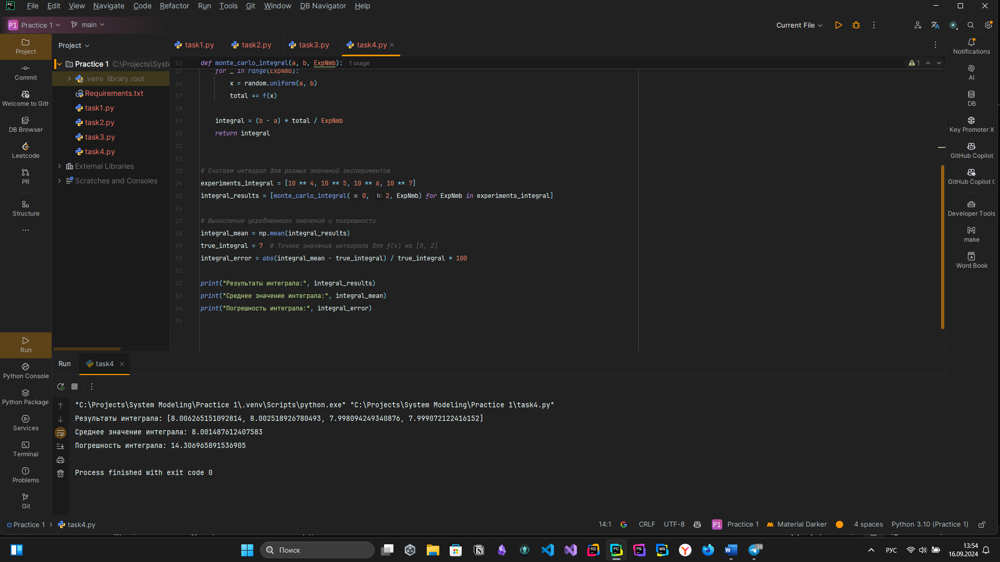 PC File Edit View Navigate Code Refactor Run Tools Git Window DB Navigator Help
P1 Practice 1 main Current File
Project
Commit
Welcome to GitH
DB Browser
Leetcode
PR
Structure
Run
Python Console
Python Package
Services
Terminal
Problems
Git
Project
Practice 1 C:\Projects\Syste
.venv library root
Requirements.txt
task1.py
task2.py
task3.py
task4.py
External Libraries
Scratches and Consoles
task1.py task2.py task3.py task4.py
12 def monte_carlo_integral(a, b, ExpNmb): 1 usage
1
15 for _ in range(ExpNmb):
16 x = random.uniform(a, b)
17 total += f(x)
18
19 integral = (b - a) * total / ExpNmb
20 return integral
21
22
23 # Считаем интеграл для разных значений экспериментов
24 experiments_integral = [10 ** 4, 10 ** 5, 10 ** 6, 10 ** 7]
25 integral_results = [monte_carlo_integral( a: 0, b: 2, ExpNmb) for ExpNmb in experiments_integral]
26
27 # Вычисление усредненного значения и погрешности
28 integral_mean = np.mean(integral_results)
29 true_integral = 7 # Точное значение интеграла для f(x) на [0, 2]
30 integral_error = abs(integral_mean - true_integral) / true_integral * 100
31
32 print("Результаты интеграла:", integral_results)
33 print("Среднее значение интеграла:", integral_mean)
34 print("Погрешность интеграла:", integral_error)
35
Notifications
AI
DB
Key Promoter X
GitHub Copilot
GitHub Copilot C
Developer Tools
make
Word Book
Run task4
"C:\Projects\System Modeling\Practice 1\.venv\Scripts\python.exe" "C:\Projects\System Modeling\Practice 1\task4.py"
Результаты интеграла: [8.006265151092814, 8.002518926780493, 7.998094249340876, 7.999072122416152]
Среднее значение интеграла: 8.001487612407583
Погрешность интеграла: 14.306965891536905
Process finished with exit code 0
Practice 1 task4.py 14:1 CRLF UTF-8 P1 Practice 1 Material Darker 4 spaces Python 3.10 (Practice 1)
Поиск RD PC PS WS W 25 РУС 13:54
16.09.2024